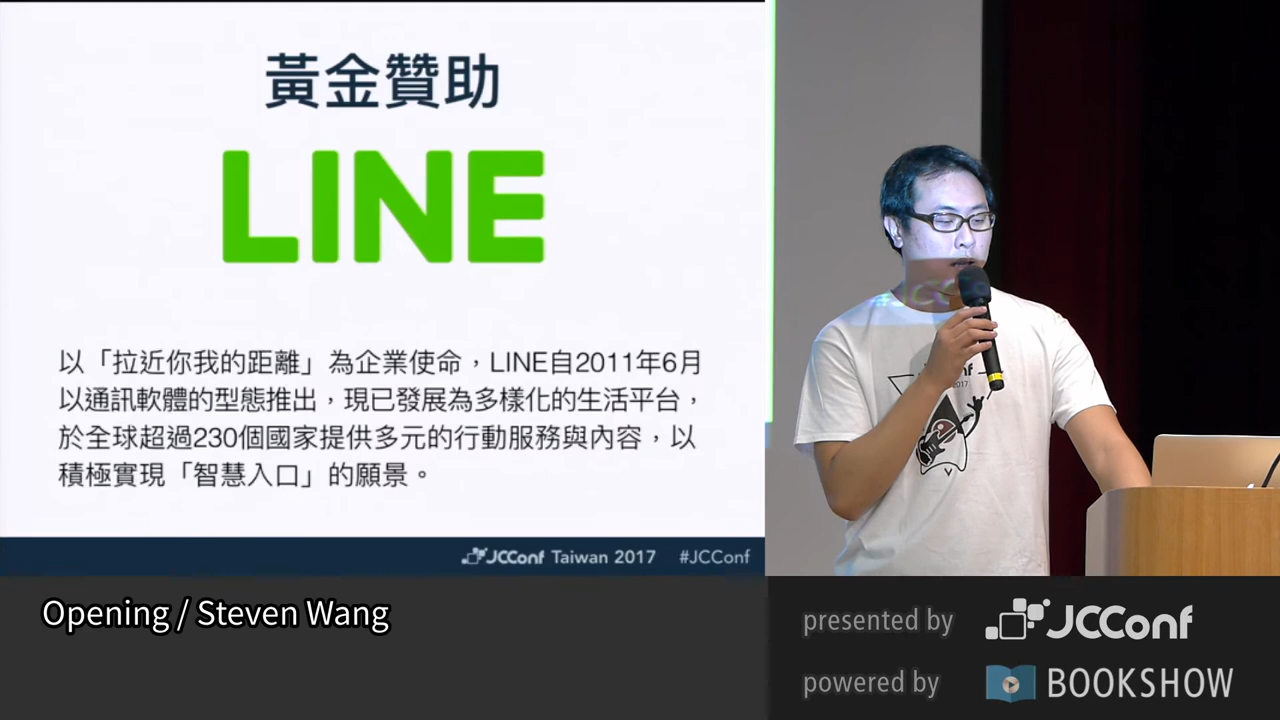 黃金贊助
LINE
以「拉近你我的距離」為企業使命，LINE自2011年6月
以通訊軟體的型態推出，現已發展為多樣化的生活平台，
於全球超過230個國家提供多元的行動服務與內容，以
積極實現「智慧入口」的願景。
JCConf Taiwan 2017 #JCConf
2017
Opening / Steven Wang
presented by JCConf
powered by BOOKSHOW